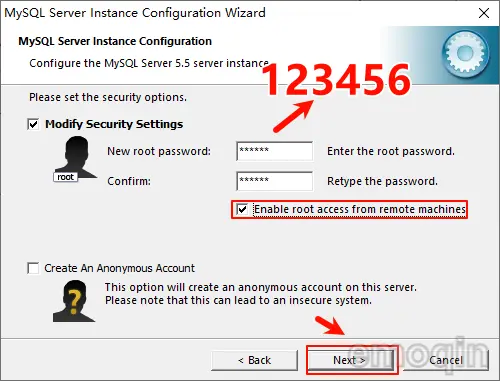 MySQL Server Instance Configuration Wizard
MySQL Server Instance Configuration
Configure the MySQL Server 5.5 server instance.
123456
Please set the security options.
Modify Security Settings
root
New root password:
******
Enter the root password.
Confirm:
******
Retype the password.
Enable root access from remote machines
Create An Anonymous Account
This option will create an anonymous account on this server.
Please note that this can lead to an insecure system.
< Back
Next >
Cancel
emoqin